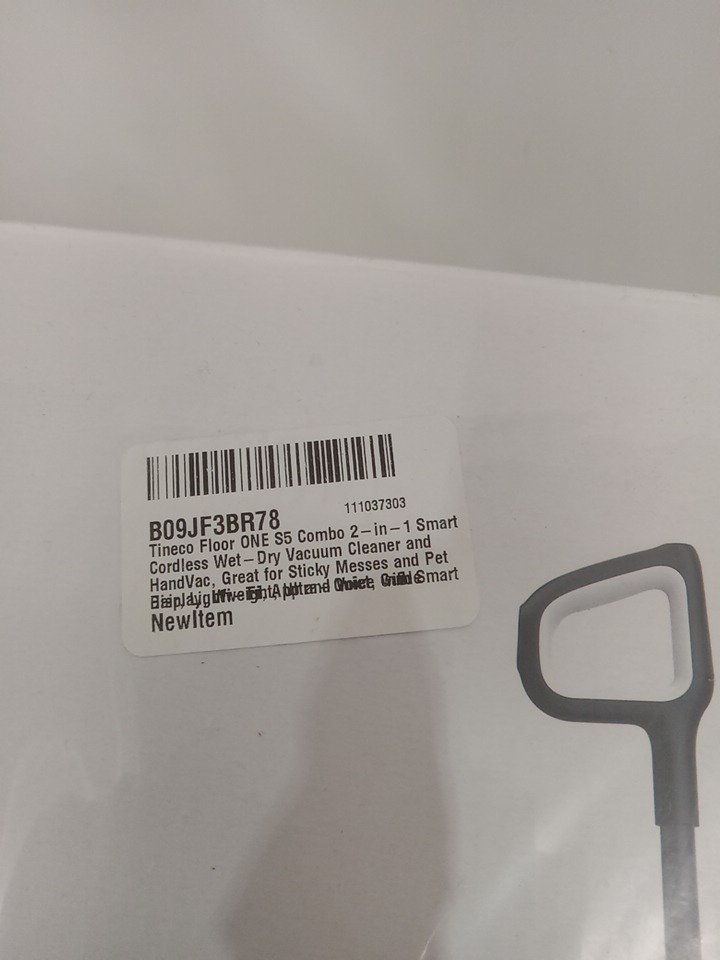 111037303
B09JF3BR78
Tineco Floor ONE S5 Combo 2-in-1 Smart
Cordless Wet-Dry Vacuum Cleaner and
HandVac, Great for Sticky Messes and Pet
Smart
NewItem